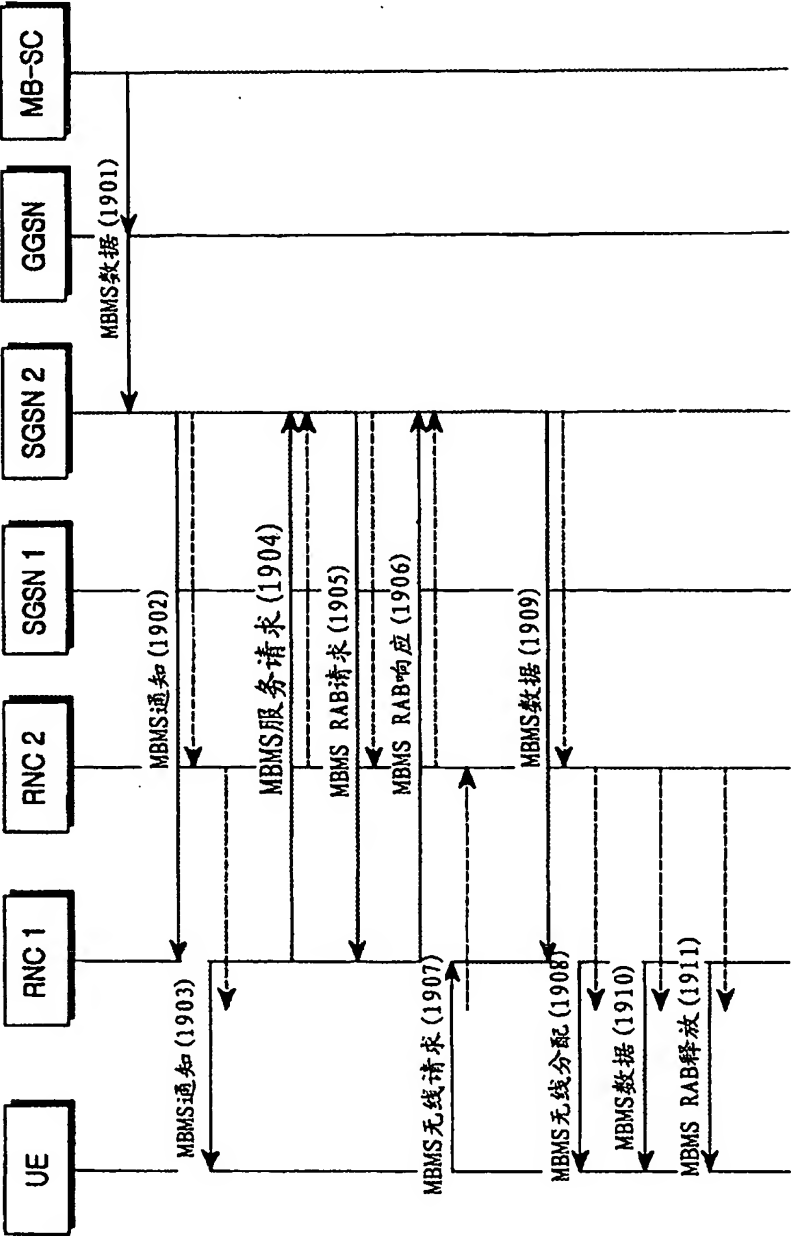 UE
RNC 1
RNC 2
SGSN 1
SGSN 2
GGSN
MB-SC
MBMS数据(1901)
MBMS通知(1902)
MBMS通知(1903)
MBMS服务请求(1904)
MBMS RAB请求(1905)
MBMS RAB响应(1906)
MBMS无线请求(1907)
MBMS无线分配(1908)
MBMS数据(1909)
MBMS数据(1910)
MBMS RAB释放(1911)